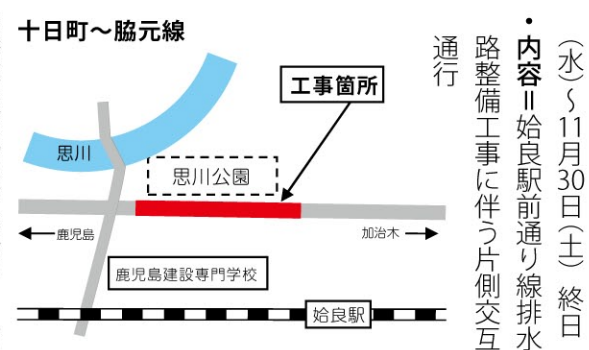 （水）～11月30日（土）　終日
・内容＝姶良駅前通り線排水
路整備工事に伴う片側交互
通行
十日町～脇元線
工事箇所
思川
思川公園
鹿児島
加治木
鹿児島建設専門学校
姶良駅